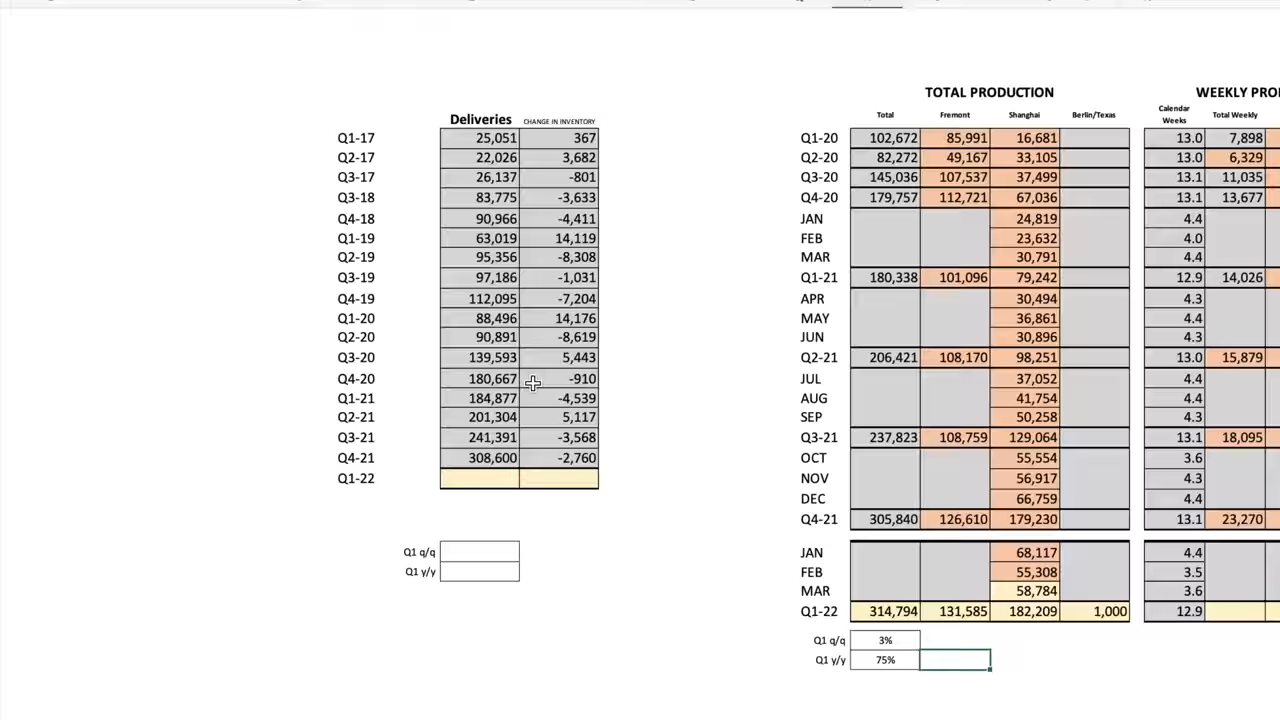 TOTAL PRODUCTION WEEKLY PRO
Deliveries CHANGE IN INVENTORY Total Fremont Shanghai Berlin/Texas Calendar Weeks Total Weekly
Q1-17 25,051 367 Q1-20 102,672 85,991 16,681 13.0 7,898
Q2-17 22,026 3,682 Q2-20 82,272 49,167 33,105 13.0 6,329
Q3-17 26,137 -801 Q3-20 145,036 107,537 37,499 13.1 11,035
Q3-18 83,775 -3,633 Q4-20 179,757 112,721 67,036 13.1 13,677
Q4-18 90,966 -4,411 JAN 24,819 4.4
Q1-19 63,019 14,119 FEB 23,632 4.0
Q2-19 95,356 -8,308 MAR 30,791 4.4
Q3-19 97,186 -1,031 Q1-21 180,338 101,096 79,242 12.9 14,026
Q4-19 112,095 -7,204 APR 30,494 4.3
Q1-20 88,496 14,176 MAY 36,861 4.4
Q2-20 90,891 -8,619 JUN 30,896 4.3
Q3-20 139,593 5,443 Q2-21 206,421 108,170 98,251 13.0 15,879
Q4-20 180,667 -910 JUL 37,052 4.4
Q1-21 184,877 -4,539 AUG 41,754 4.4
Q2-21 201,304 5,117 SEP 50,258 4.3
Q3-21 241,391 -3,568 Q3-21 237,823 108,759 129,064 13.1 18,095
Q4-21 308,600 -2,760 OCT 55,554 3.6
Q1-22 NOV 56,917 4.3
DEC 66,759 4.4
Q4-21 305,840 126,610 179,230 13.1 23,270
Q1 q/q JAN 68,117 4.4
Q1 y/y FEB 55,308 3.5
MAR 58,784 3.6
Q1-22 314,794 131,585 182,209 1,000 12.9
Q1 q/q 3%
Q1 y/y 75%